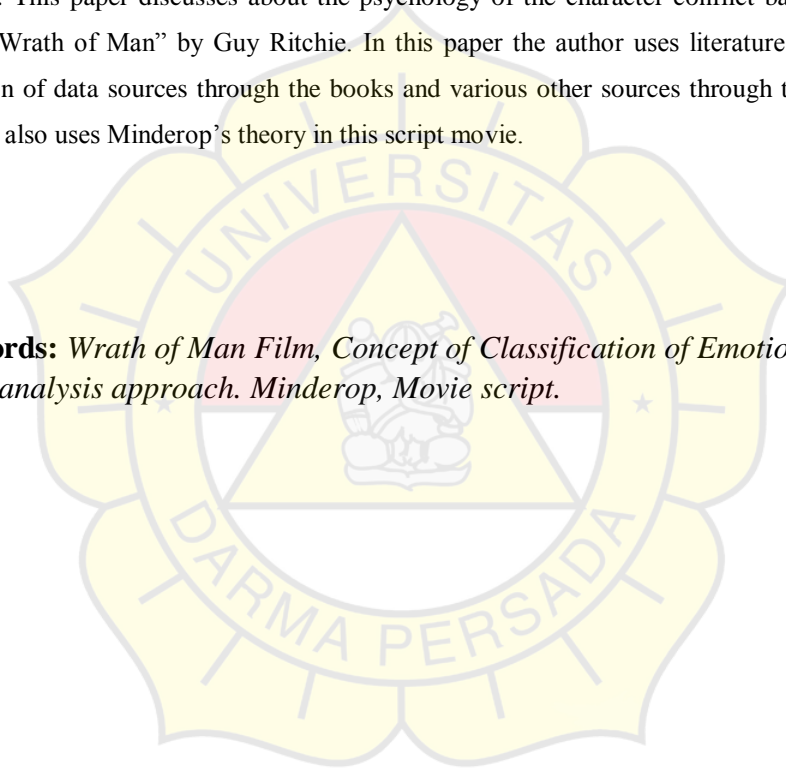 . This paper discusses about the psychology of the character conflict ba
Wrath of Man” by Guy Ritchie. In this paper the author uses literature
n of data sources through the books and various other sources through t
also uses Minderop’s theory in this script movie.
UNIVERSITAS
ords: Wrath of Man Film, Concept of Classification of Emotio
analysis approach. Minderop, Movie script.
DARMA PERSADA